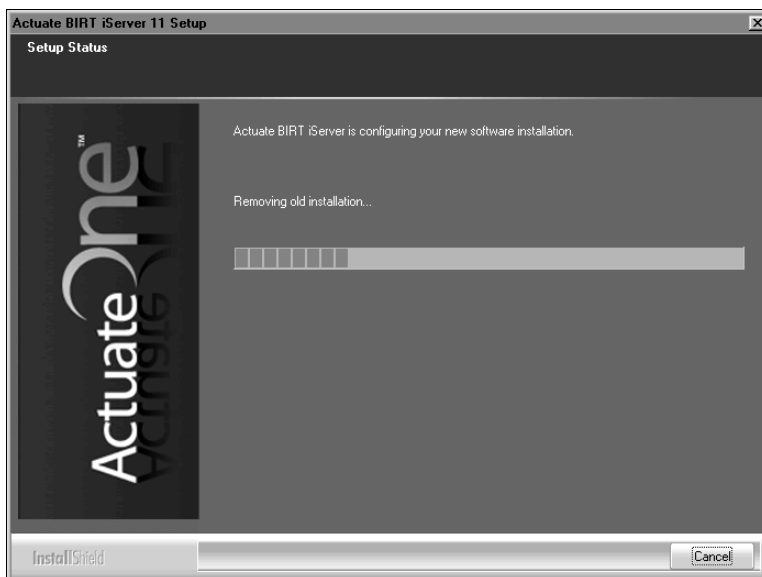 Actuate BIRT iServer 11 Setup
Setup Status
Actuate BIRT iServer is configuring your new software installation.
Removing old installation...
ActuateOne™
InstallShield
Cancel